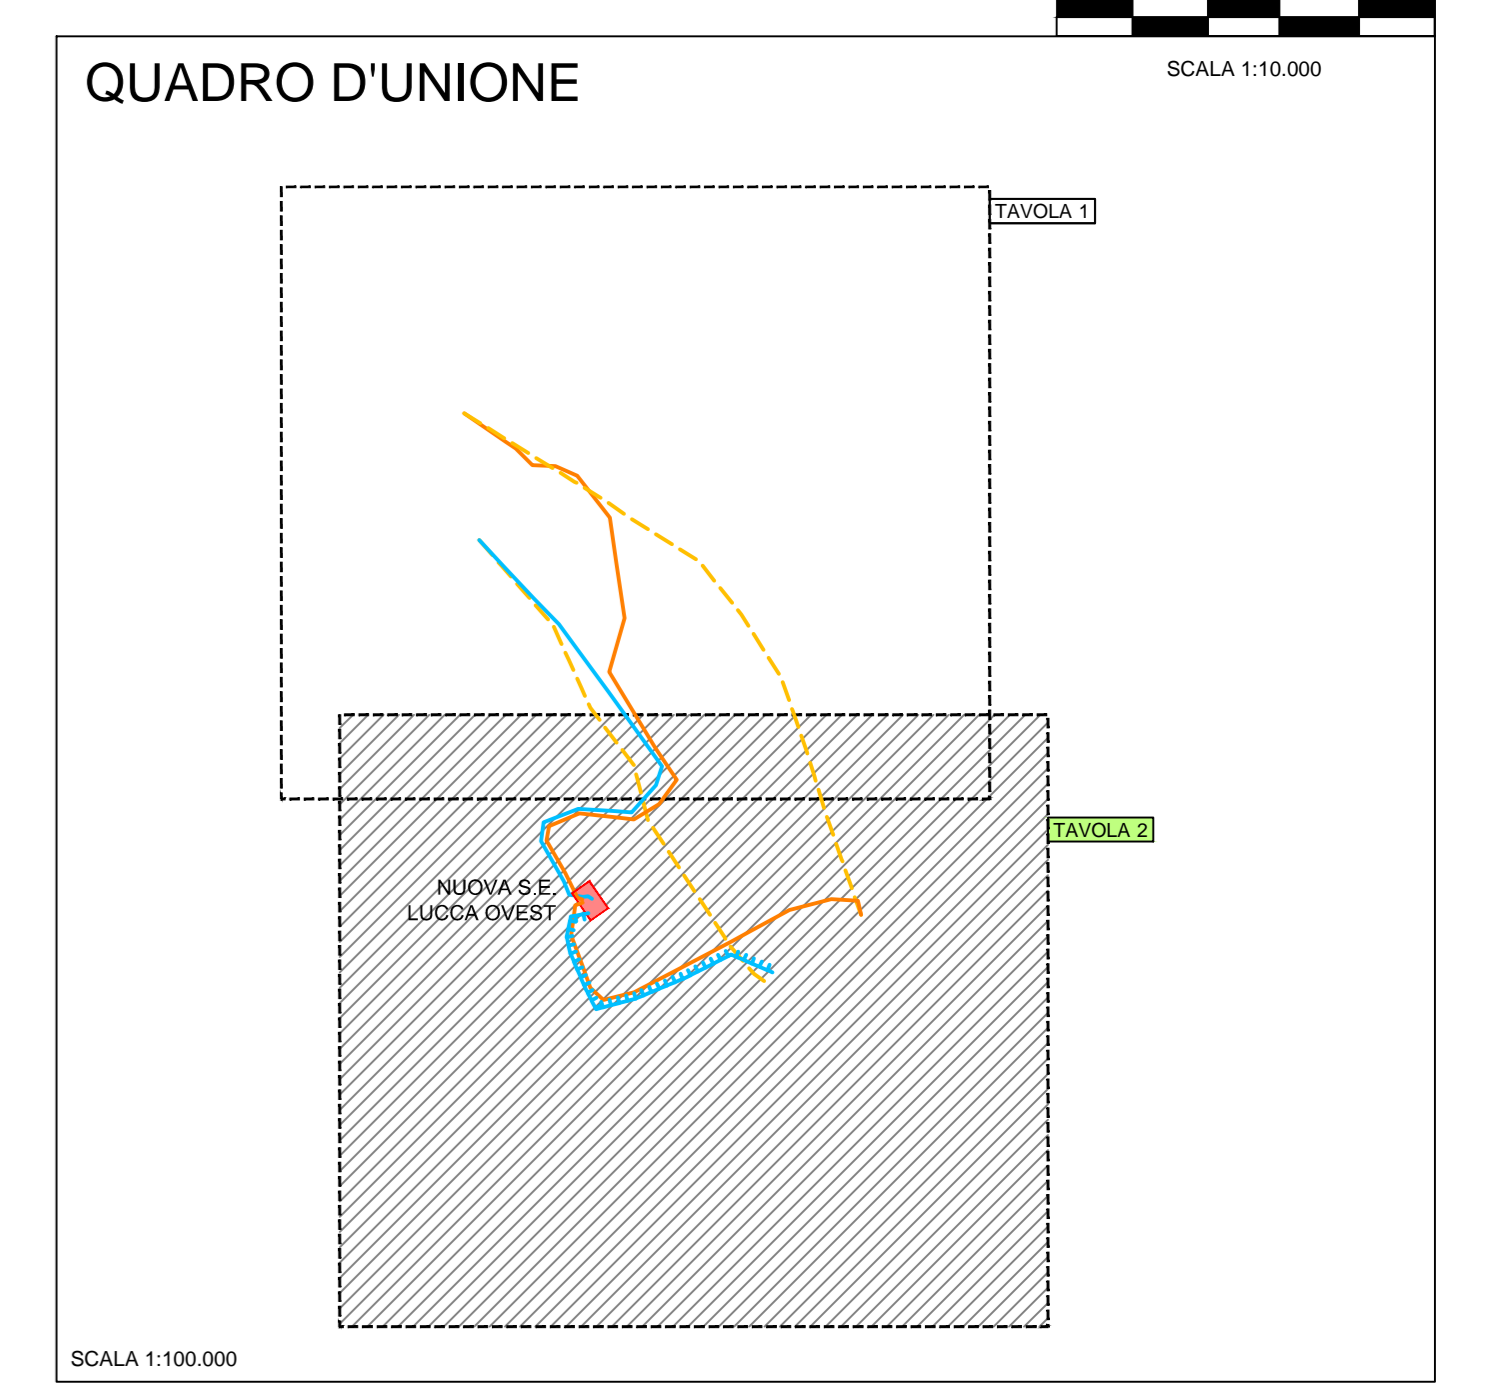 QUADRO D'UNIONE
SCALA 1:10.000
TAVOLA 1
TAVOLA 2
NUOVA S.E.
LUCCA OVEST
SCALA 1:100.000